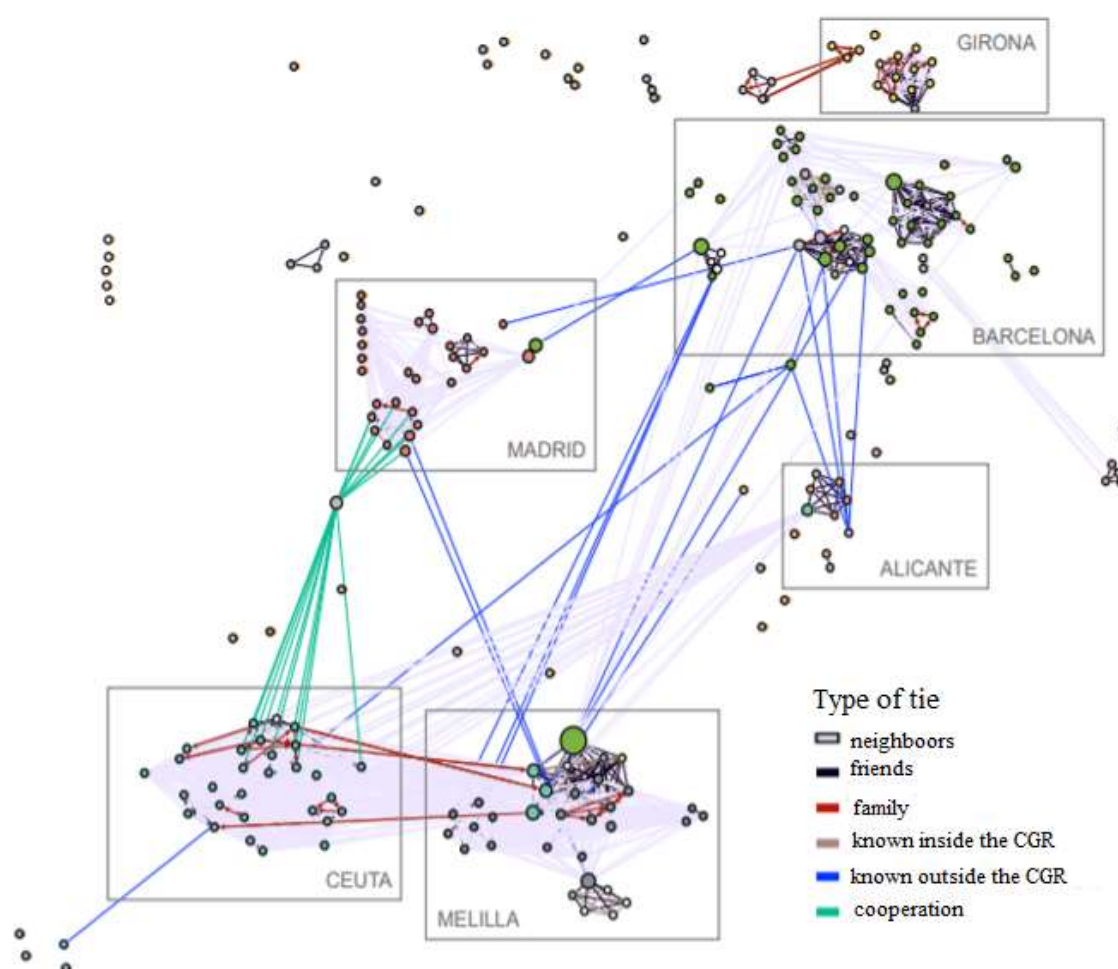 GIRONA
BARCELONA
MADRID
ALICANTE
CEUTA
MELILLA
Type of tie
neighboors
friends
family
known inside the CGR
known outside the CGR
cooperation